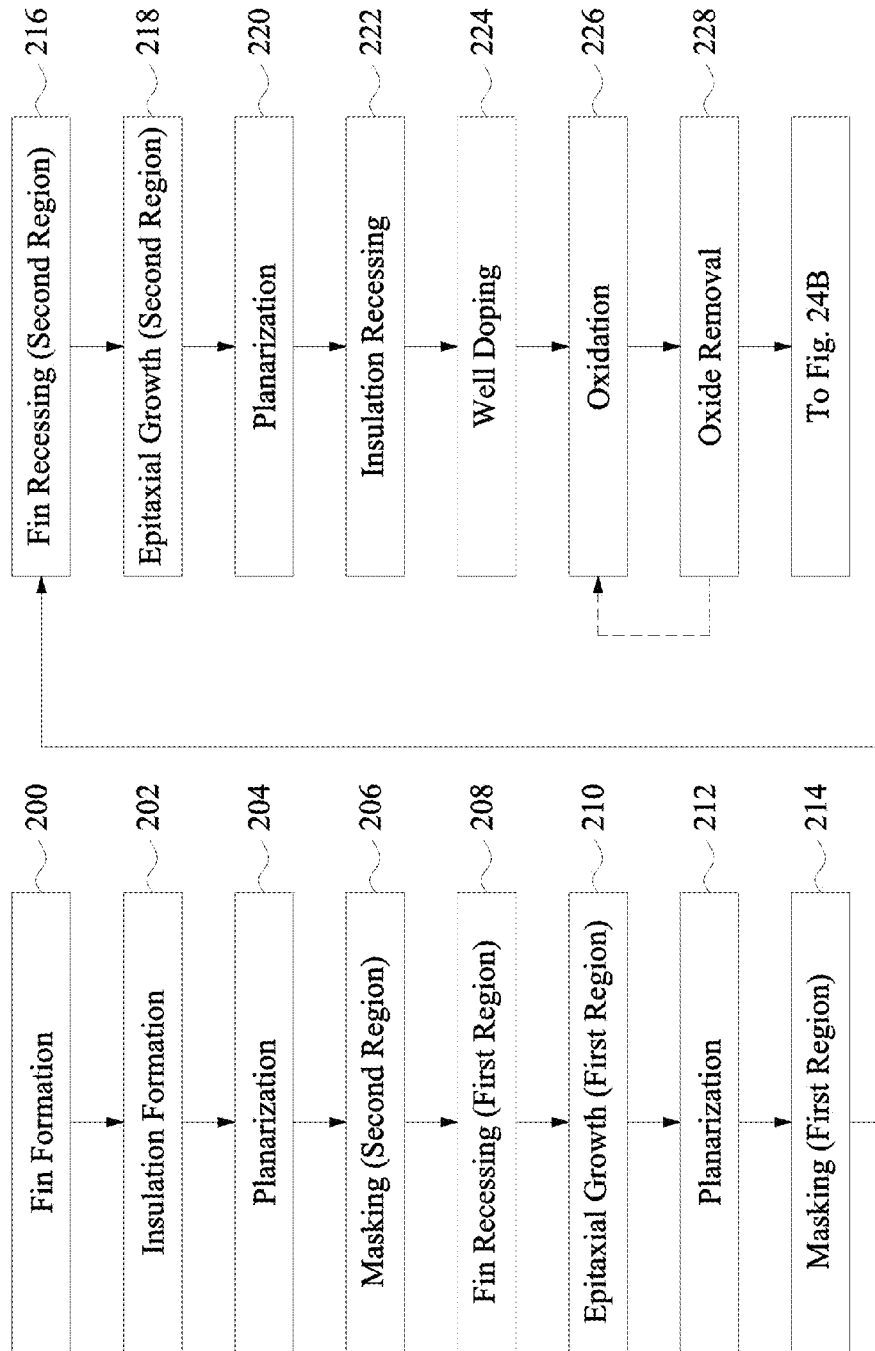 Fin Formation 200
Insulation Formation 202
Planarization 204
Masking (Second Region) 206
Fin Recessing (First Region) 208
Epitaxial Growth (First Region) 210
Planarization 212
Masking (First Region) 214
Fin Recessing (Second Region) 216
Epitaxial Growth (Second Region) 218
Planarization 220
Insulation Recessing 222
Well Doping 224
Oxidation 226
Oxide Removal 228
To Fig. 24B